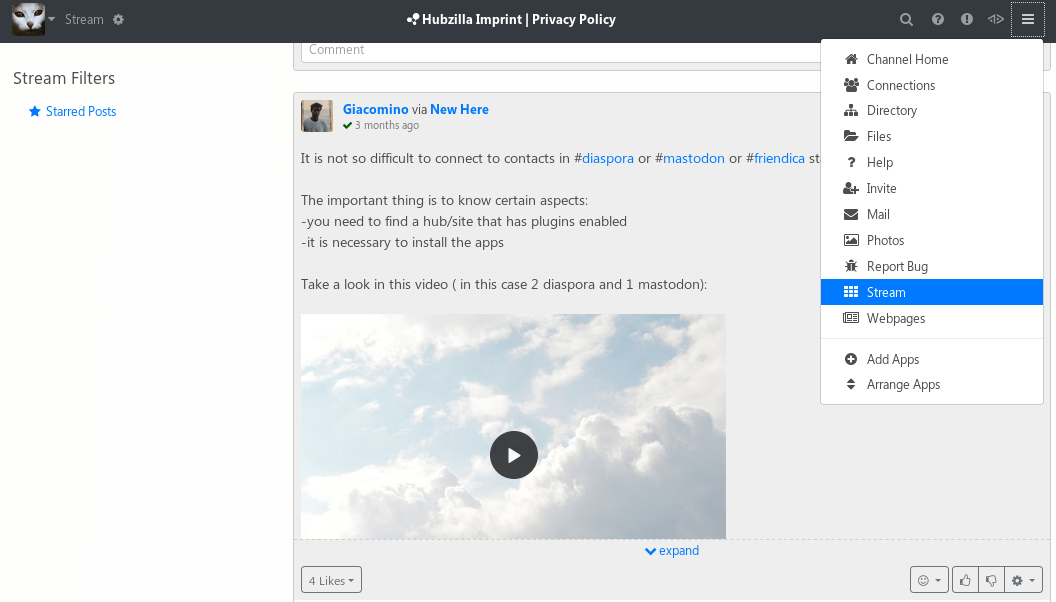 Stream
Hubzilla Imprint | Privacy Policy
Stream Filters
Starred Posts
Comment
Giacomino via New Here
3 months ago
It is not so difficult to connect to contacts in #diaspora or #mastodon or #friendica
The important thing is to know certain aspects:
-you need to find a hub/site that has plugins enabled
-it is necessary to install the apps
Take a look in this video ( in this case 2 diaspora and 1 mastodon):
expand
4 Likes
Channel Home
Connections
Directory
Files
Help
Invite
Mail
Photos
Report Bug
Stream
Webpages
Add Apps
Arrange Apps